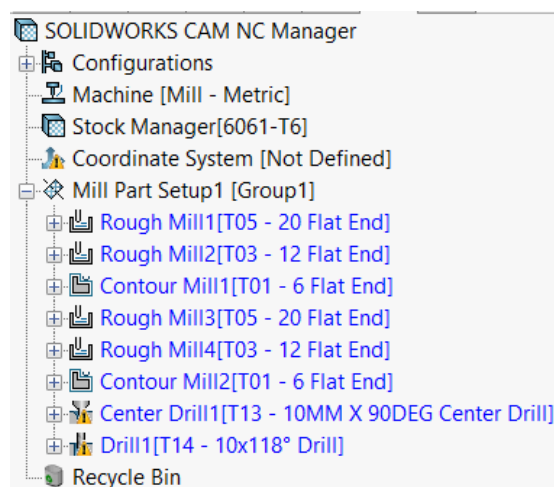 SOLIDWORKS CAM NC Manager
Configurations
Machine [Mill - Metric]
Stock Manager[6061-T6]
Coordinate System [Not Defined]
Mill Part Setup1 [Group1]
Rough Mill1[T05 - 20 Flat End]
Rough Mill2[T03 - 12 Flat End]
Contour Mill1[T01 - 6 Flat End]
Rough Mill3[T05 - 20 Flat End]
Rough Mill4[T03 - 12 Flat End]
Contour Mill2[T01 - 6 Flat End]
Center Drill1[T13 - 10MM X 90DEG Center Drill]
Drill1[T14 - 10x118° Drill]
Recycle Bin